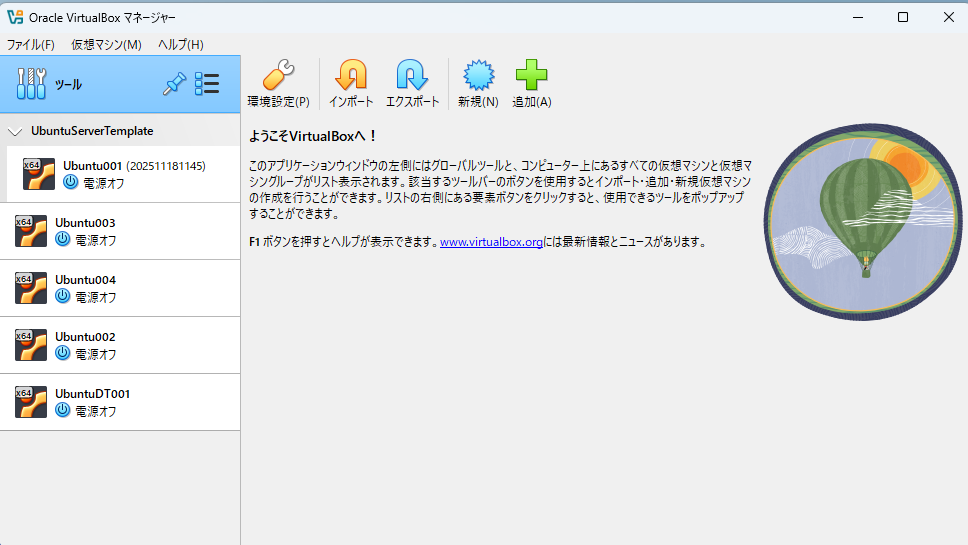 Oracle VirtualBox マネージャー
ファイル(F) 仮想マシン(M) ヘルプ(H)
ツール
環境設定(P) インポート エクスポート 新規(N) 追加(A)
UbuntuServerTemplate
x64 Ubuntu001 (202511181145)
電源オフ
x64 Ubuntu003
電源オフ
x64 Ubuntu004
電源オフ
x64 Ubuntu002
電源オフ
x64 UbuntuDT001
電源オフ
ようこそVirtualBoxへ！
このアプリケーションウィンドウの左側にはグローバルツールと、コンピューター上にあるすべての仮想マシンと仮想マ
シングループがリスト表示されます。該当するツールバーのボタンを使用するとインポート・追加・新規仮想マシン
の作成を行うことができます。リストの右側にある要素ボタンをクリックすると、使用できるツールをポップアップ
することができます。
F1 ボタンを押すとヘルプが表示できます。www.virtualbox.orgには最新情報とニュースがあります。